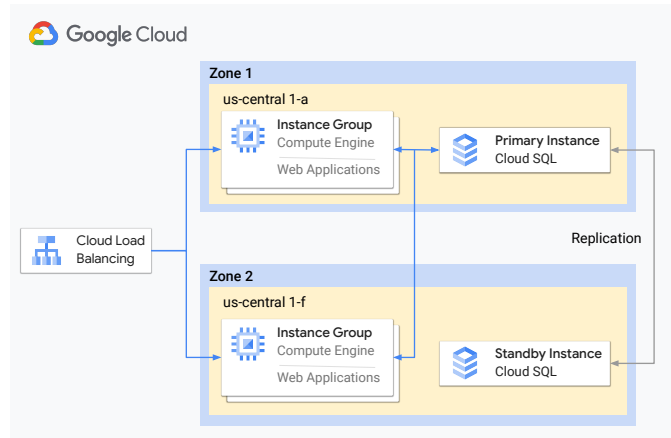 Google Cloud
Zone 1
us-central 1-a
Instance Group
Compute Engine
Web Applications
Primary Instance
Cloud SQL
Cloud Load
Balancing
Replication
Zone 2
us-central 1-f
Instance Group
Compute Engine
Web Applications
Standby Instance
Cloud SQL